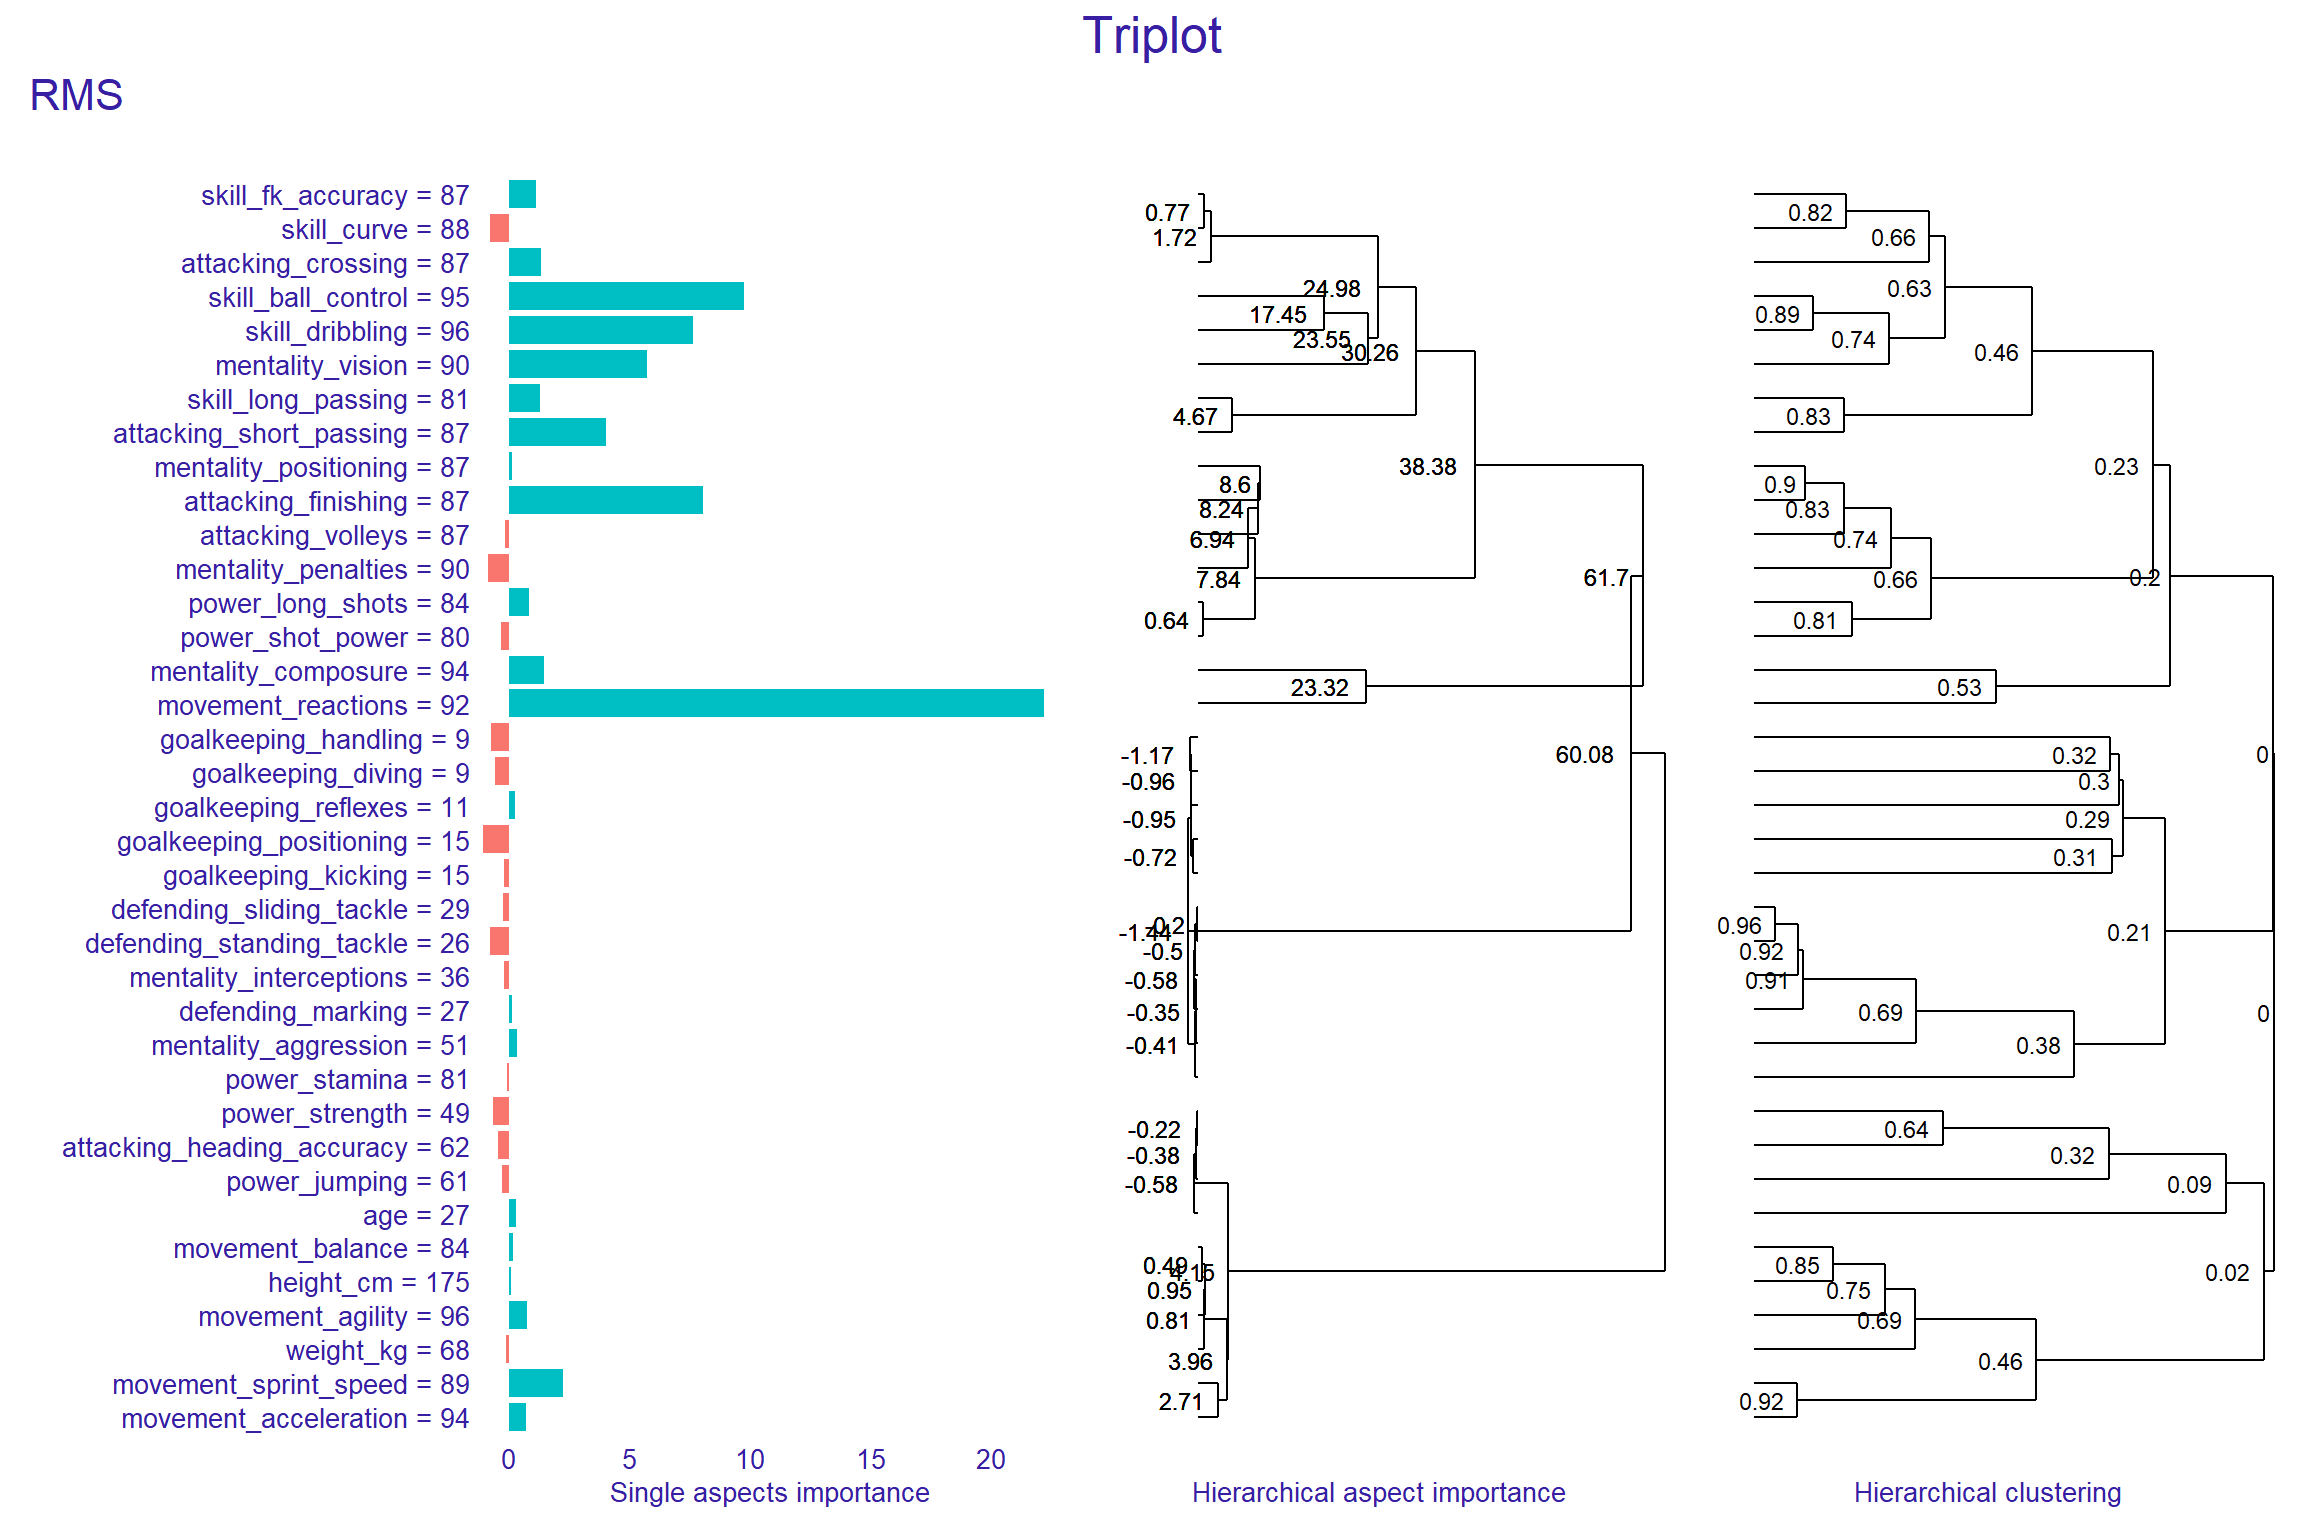 Triplot
RMS
skill_fk_accuracy = 87
skill_curve = 88
attacking_crossing = 87
skill_ball_control = 95
skill_dribbling = 96
mentality_vision = 90
skill_long_passing = 81
attacking_short_passing = 87
mentality_positioning = 87
attacking_finishing = 87
attacking_volleys = 87
mentality_penalties = 90
power_long_shots = 84
power_shot_power = 80
mentality_composure = 94
movement_reactions = 92
goalkeeping_handling = 9
goalkeeping_diving = 9
goalkeeping_reflexes = 11
goalkeeping_positioning = 15
goalkeeping_kicking = 15
defending_sliding_tackle = 29
defending_standing_tackle = 26
mentality_interceptions = 36
defending_marking = 27
mentality_aggression = 51
power_stamina = 81
power_strength = 49
attacking_heading_accuracy = 62
power_jumping = 61
age = 27
movement_balance = 84
height_cm = 175
movement_agility = 96
weight_kg = 68
movement_sprint_speed = 89
movement_acceleration = 94
0 5 10 15 20
Single aspects importance
0.77
1.72
24.98
17.45
23.55
30.26
4.67
38.38
8.6
8.24
6.94
7.84
61.7
0.64
23.32
60.08
-1.17
-0.96
-0.95
-0.72
-1.44
-0.5
-0.58
-0.35
-0.41
-0.22
-0.38
-0.58
0.49
4.15
0.95
0.81
3.96
2.71
Hierarchical aspect importance
0.82
0.66
0.63
0.89
0.74
0.46
0.83
0.23
0.9
0.83
0.74
0.66
0.2
0.81
0.53
0.32
0
0.3
0.29
0.31
0.96
0.21
0.92
0.91
0.69
0
0.38
0.64
0.32
0.09
0.85
0.02
0.75
0.69
0.46
0.92
Hierarchical clustering